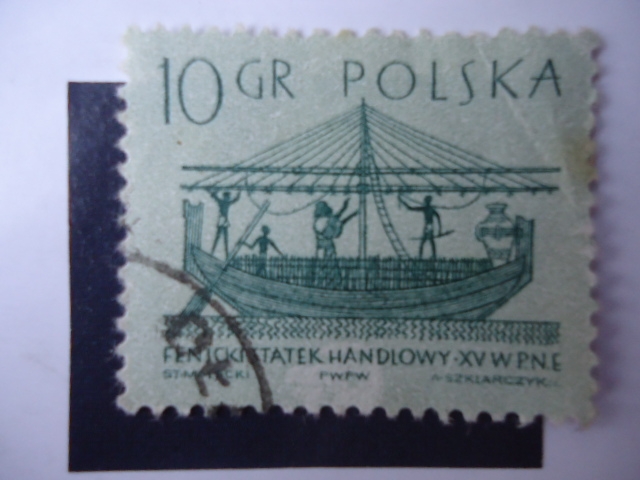 10 GR POLSKA
FENICKI STATEK HANDLOWY·XV W P.N.E
PWPW A·SZKLARCZYK